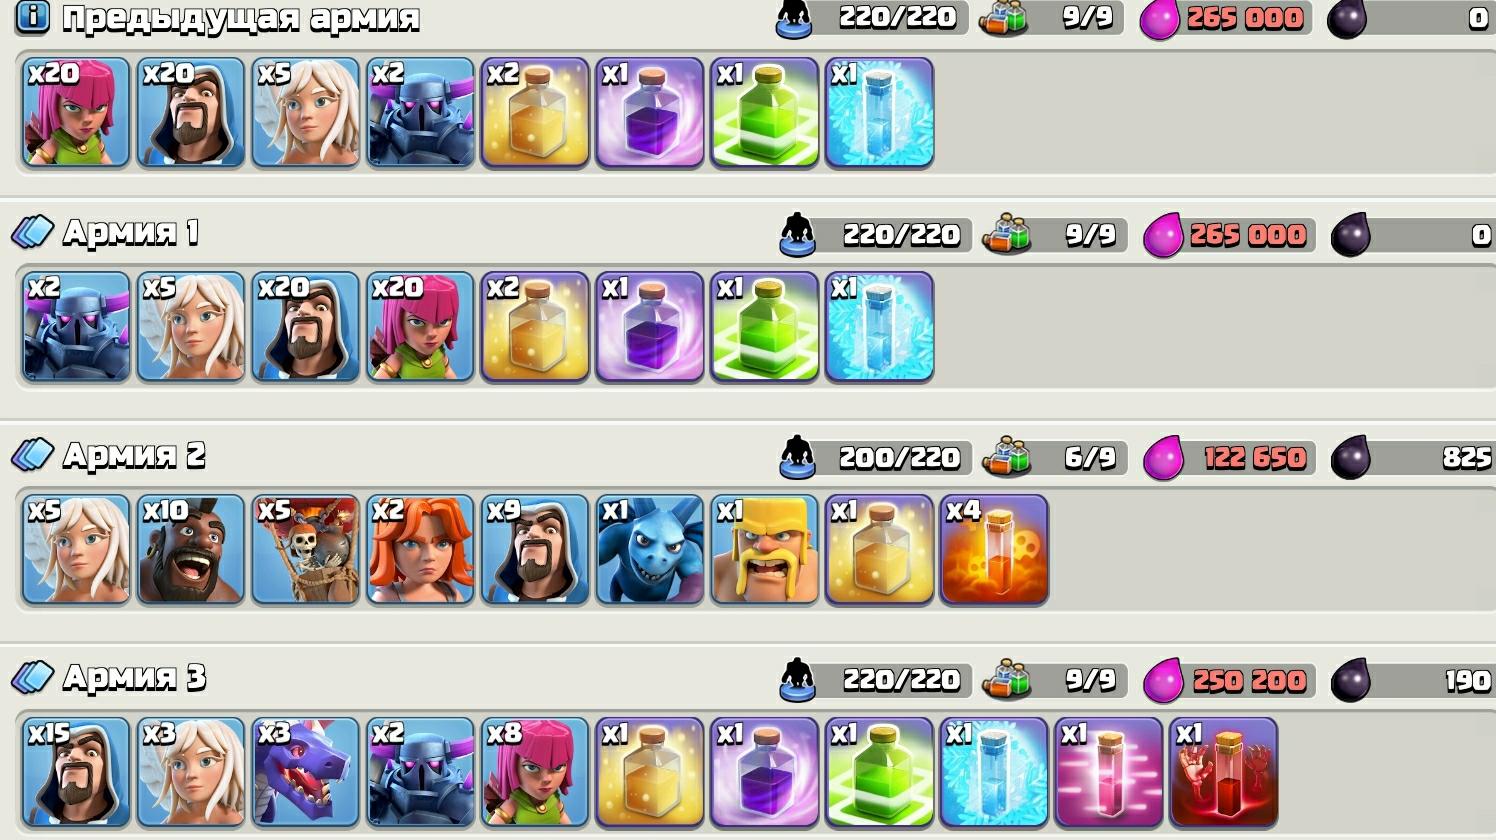 Предыдущая армия 220/220 9/9 265 000 0
x20 x20 x5 x2 x2 x1 x1 x1
Армия 1 220/220 9/9 265 000 0
x2 x5 x20 x20 x2 x1 x1 x1
Армия 2 200/220 6/9 122 650 825
x5 x10 x5 x2 x9 x1 x1 x1 x4
Армия 3 220/220 9/9 250 200 190
x15 x3 x3 x2 x8 x1 x1 x1 x1 x1 x1